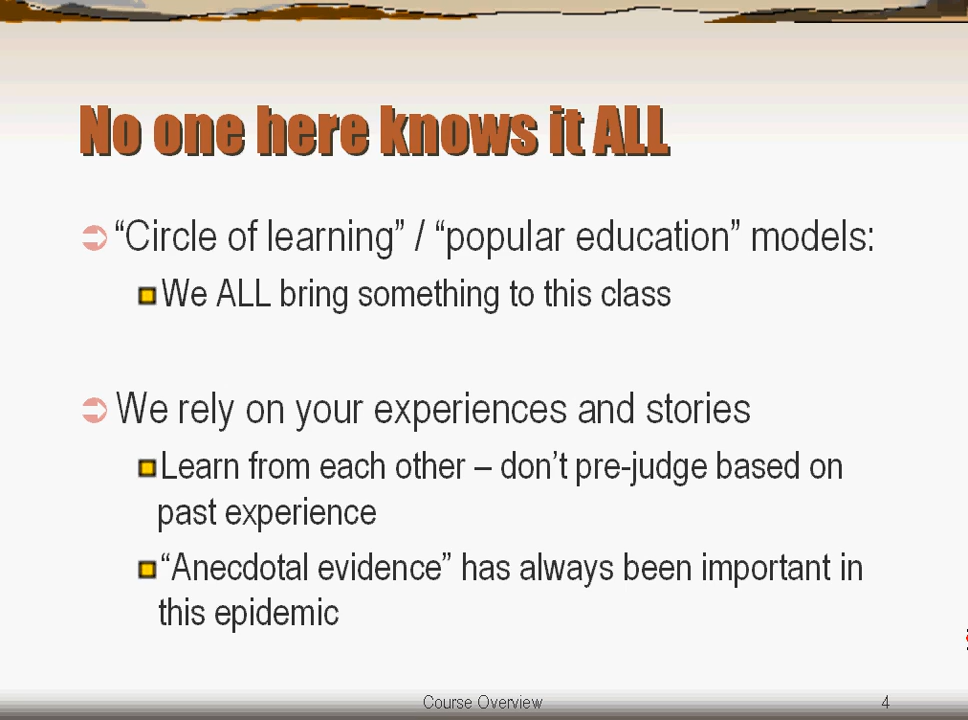 No one here knows it ALL
“Circle of learning” / “popular education” models:
We ALL bring something to this class
We rely on your experiences and stories
Learn from each other – don’t pre-judge based on
past experience
“Anecdotal evidence” has always been important in
this epidemic
Course Overview
4